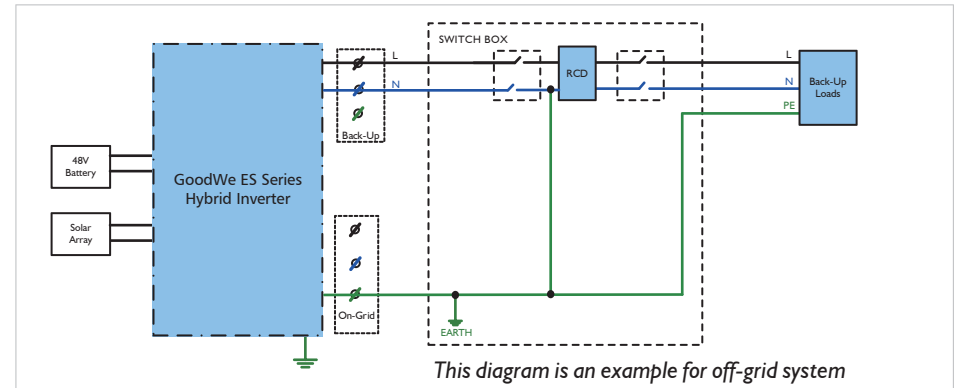 SWITCH BOX
L
N
Back-Up
RCD
L
N
PE
Back-Up
Loads
48V
Battery
Solar
Array
GoodWe ES Series
Hybrid Inverter
On-Grid
EARTH
This diagram is an example for off-grid system